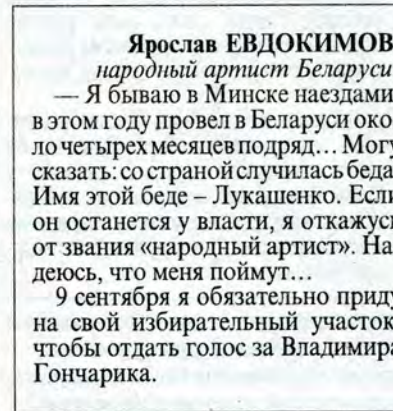 Ярослав ЕВДОКИМОВ
народный артист Беларуси
— Я бываю в Минске наездами,
в этом году провел в Беларуси око-
ло четырех месяцев подряд… Могу
сказать: со страной случилась беда.
Имя этой беде – Лукашенко. Если
он останется у власти, я откажусь
от звания «народный артист». На-
деюсь, что меня поймут…
9 сентября я обязательно приду
на свой избирательный участок,
чтобы отдать голос за Владимира
Гончарика.